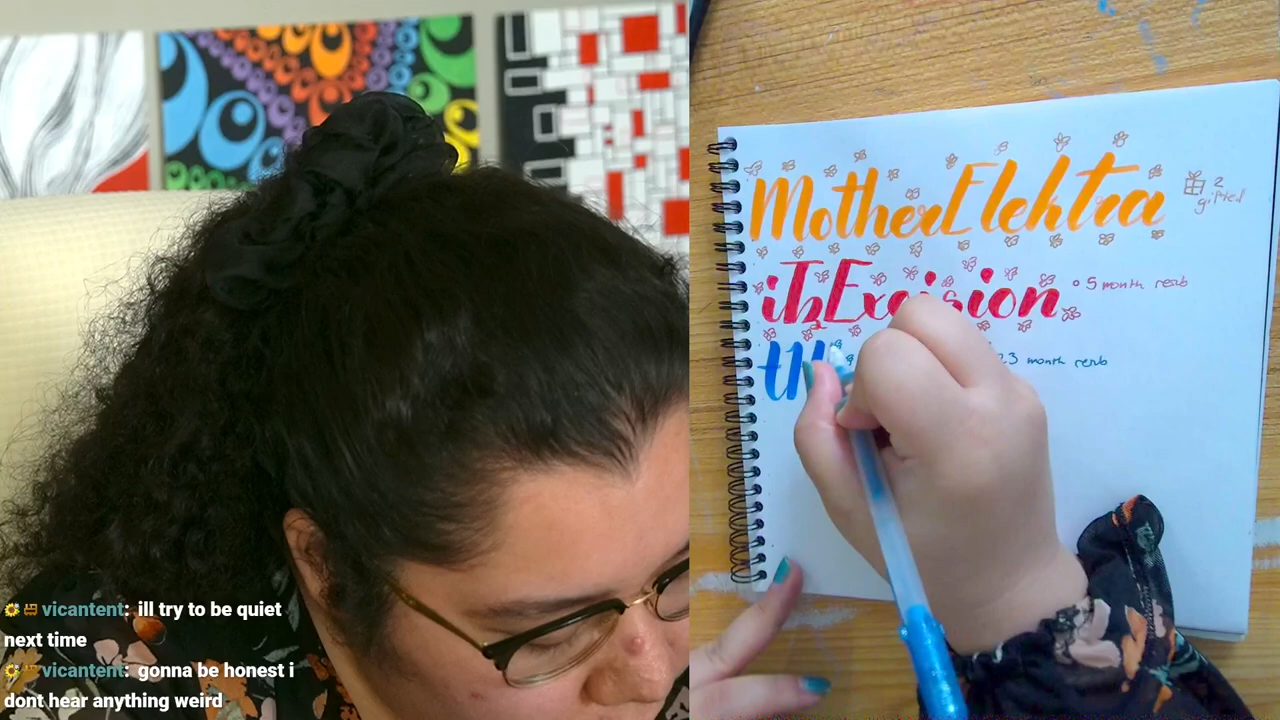 vicantent: ill try to be quiet
next time
vicantent: gonna be honest i
dont hear anything weird
MotherElektra
2
gifted
ihExcision
5 month resub
3 month resub